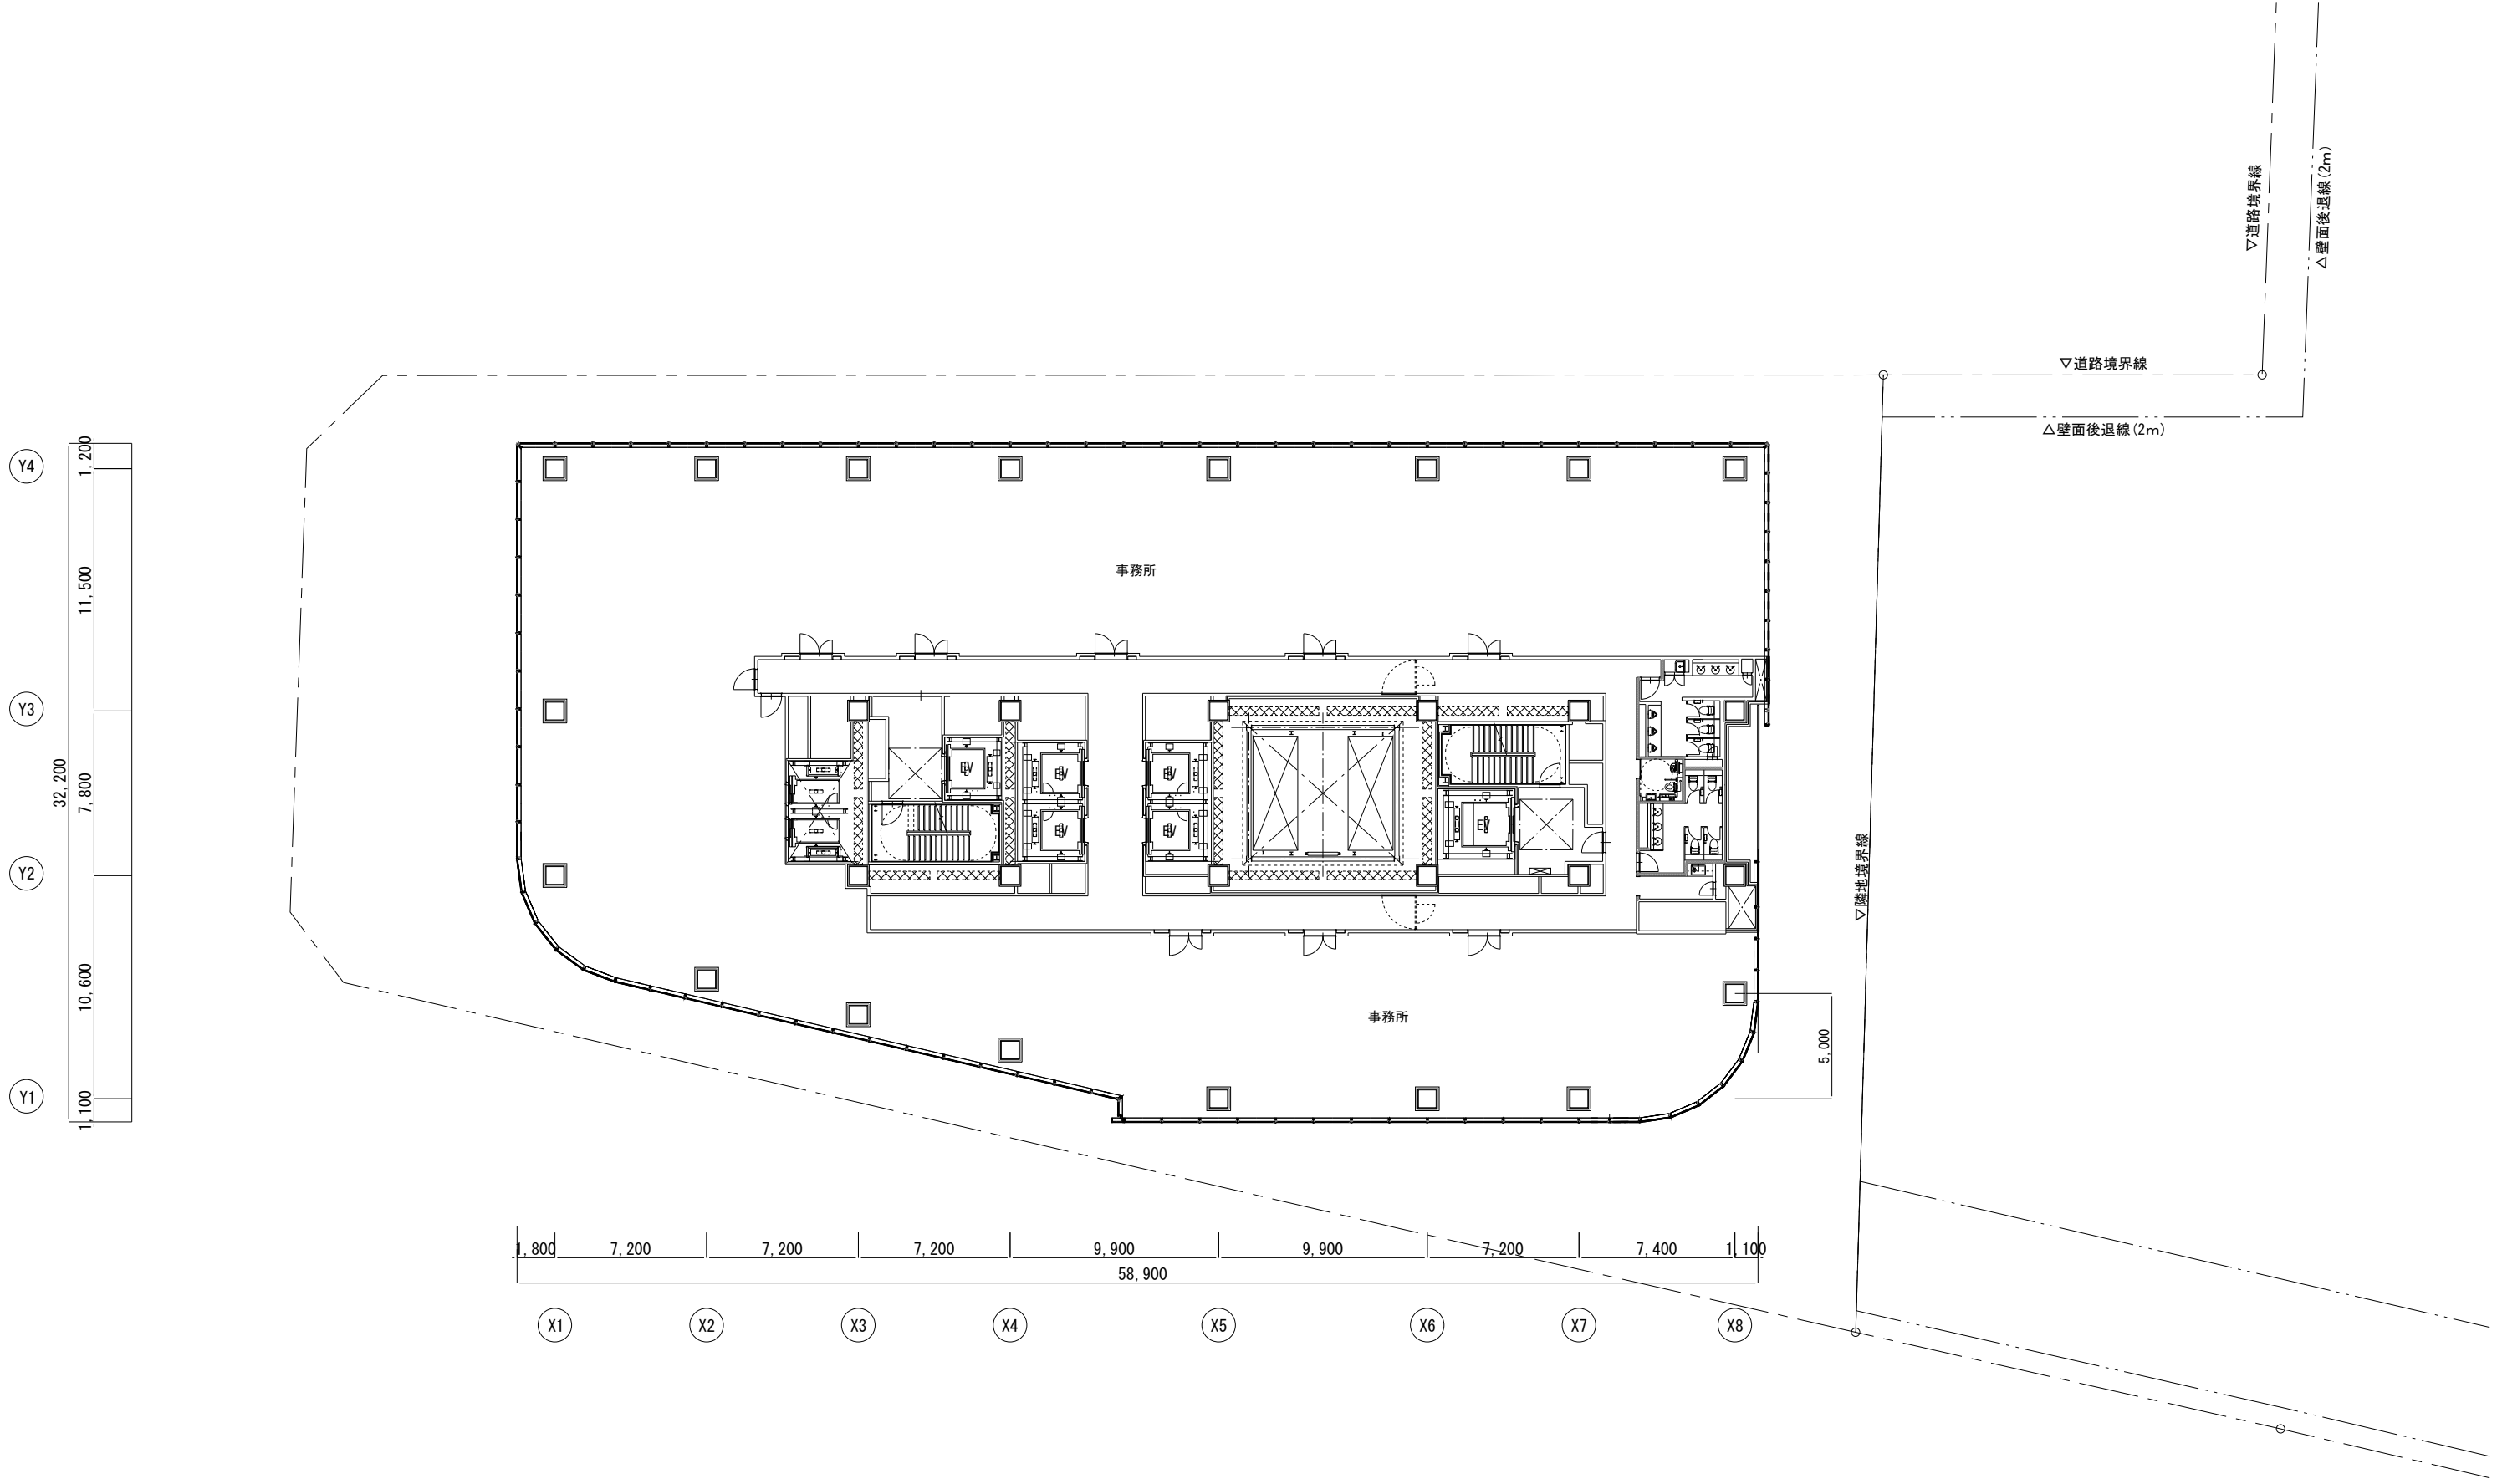 ▽道路境界線
△壁面後退線(2m)
▽道路境界線
△壁面後退線(2m)
Y4
Y3
Y2
Y1
1,200
11,500
7,800
10,600
1,100
32,200
事務所
EV
EV
EV
EV
EV
EV
▽隣地境界線
事務所
5,000
1,800
7,200
7,200
7,200
9,900
9,900
7,200
7,400
1,100
58,900
X1
X2
X3
X4
X5
X6
X7
X8